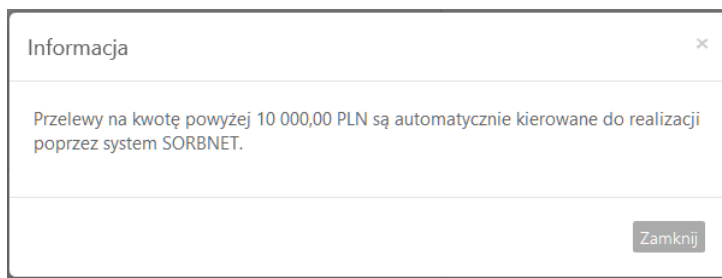 Informacja
×
Przelewy na kwotę powyżej 10 000,00 PLN są automatycznie kierowane do realizacji
poprzez system SORBNET.
Zamknij